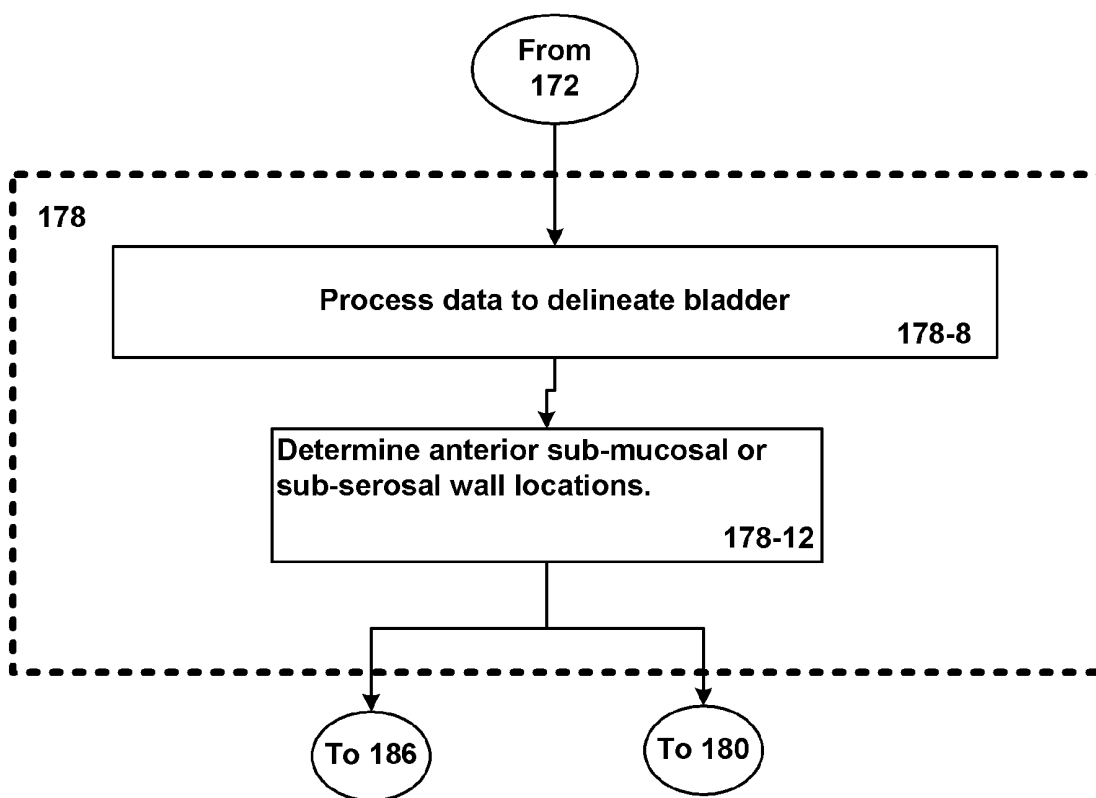 From
172
178
Process data to delineate bladder
178-8
Determine anterior sub-mucosal or
sub-serosal wall locations.
178-12
To 186
To 180